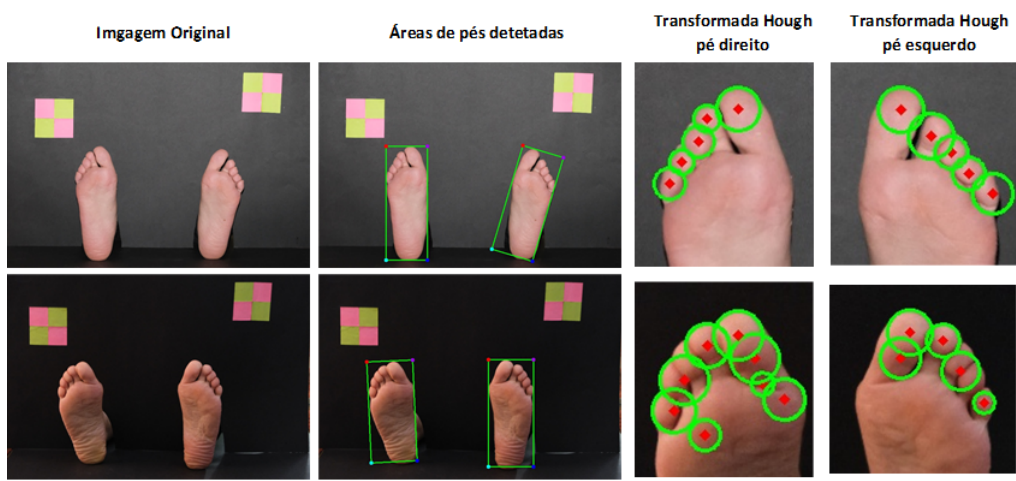 Imgagem Original
Áreas de pés detetadas
Transformada Hough
pé direito
Transformada Hough
pé esquerdo